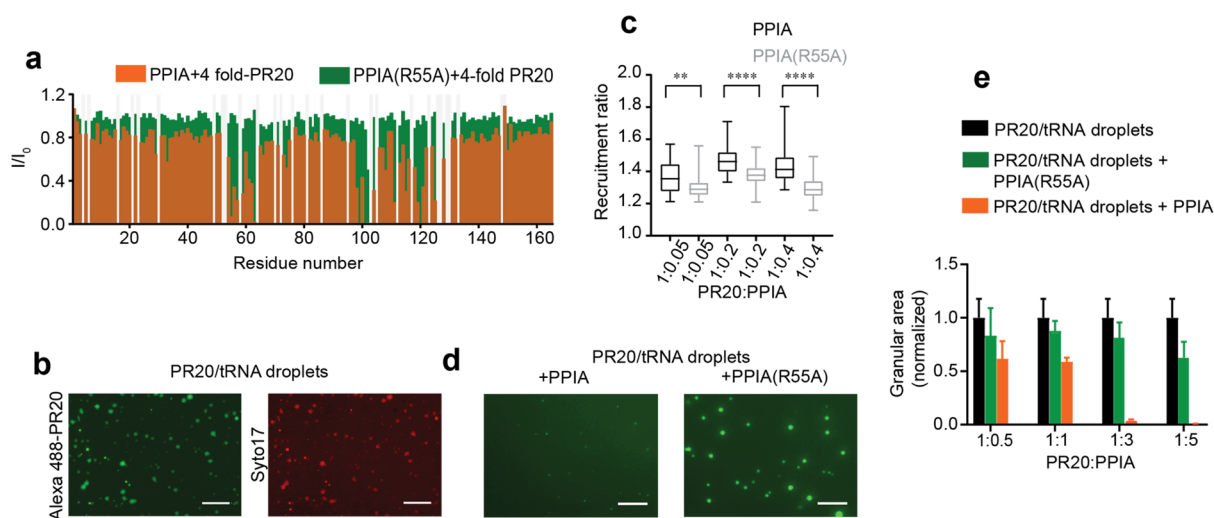 a
PPIA+4 fold-PR20
PPIA(R55A)+4-fold PR20
1.2
0.8
0.4
0.0
I/I0
20 40 60 80 100 120 140 160
Residue number
b
PR20/tRNA droplets
Alexa 488-PR20
Syto17
c
PPIA
PPIA(R55A)
** **** ****
2.0
1.8
1.6
1.4
1.2
1.0
Recruitment ratio
1:0.05 1:0.05 1:0.2 1:0.2 1:0.4 1:0.4
PR20:PPIA
d
PR20/tRNA droplets
+PPIA +PPIA(R55A)
e
PR20/tRNA droplets
PR20/tRNA droplets +
PPIA(R55A)
PR20/tRNA droplets + PPIA
1.0
0.5
0.0
Granular area
(normalized)
1:0.5 1:1 1:3 1:5
PR20:PPIA